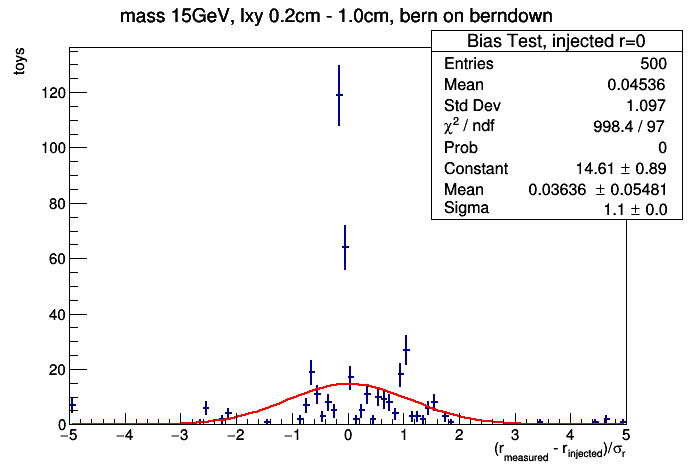 mass 15GeV, lxy 0.2cm - 1.0cm, bern on berndown
toys
Bias Test, injected r=0
Entries 500
Mean 0.04536
Std Dev 1.097
χ² / ndf 998.4 / 97
Prob 0
Constant 14.61 ± 0.89
Mean 0.03636 ± 0.05481
Sigma 1.1 ± 0.0
120
100
80
60
40
20
0
−5 −4 −3 −2 −1 0 1 2 3 4 5
(r_measured - r_injected)/σ_r